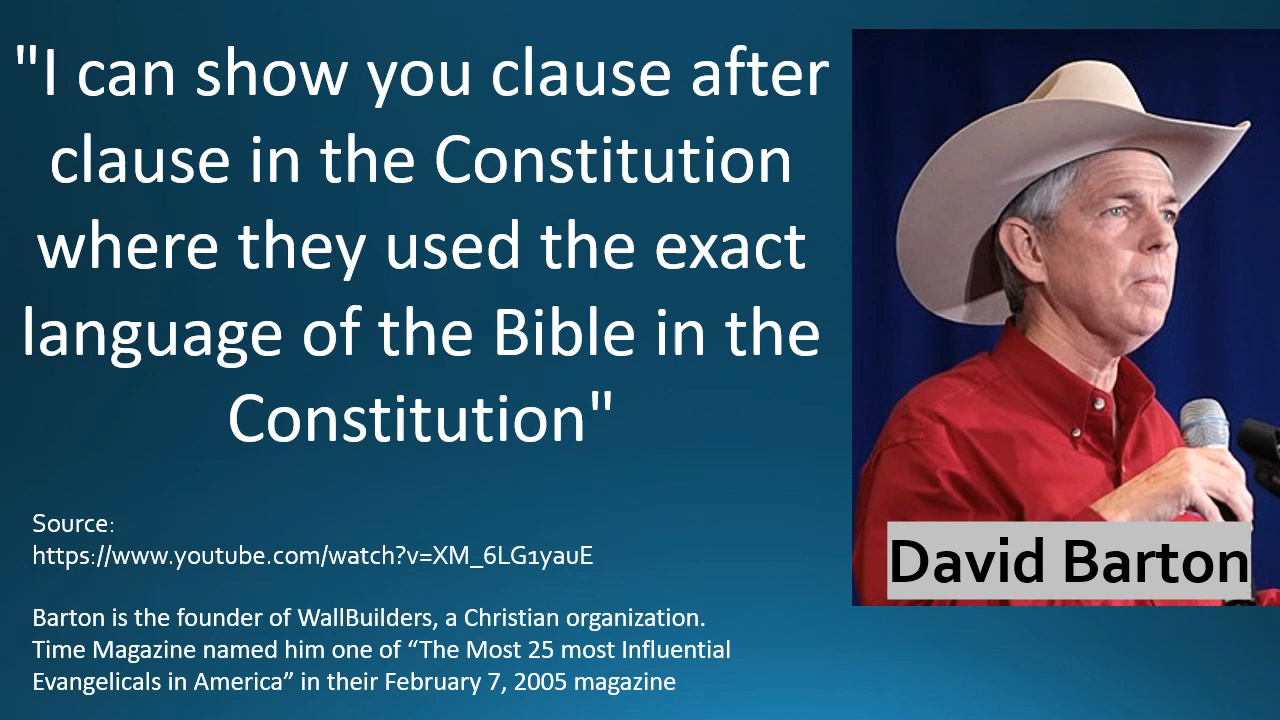 "I can show you clause after
clause in the Constitution
where they used the exact
language of the Bible in the
Constitution"
David Barton
Source:
https://www.youtube.com/watch?v=XM_6LG1yauE
Barton is the founder of WallBuilders, a Christian organization.
Time Magazine named him one of “The Most 25 most Influential
Evangelicals in America” in their February 7, 2005 magazine